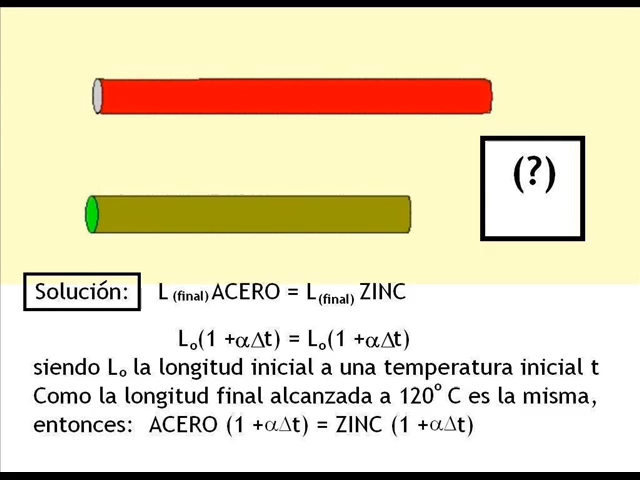 (?)
Solución: L (final) ACERO = L (final) ZINC
Lo(1 +αΔt) = Lo(1 +αΔt)
siendo Lo la longitud inicial a una temperatura inicial t
Como la longitud final alcanzada a 120° C es la misma,
entonces: ACERO (1 +αΔt) = ZINC (1 +αΔt)